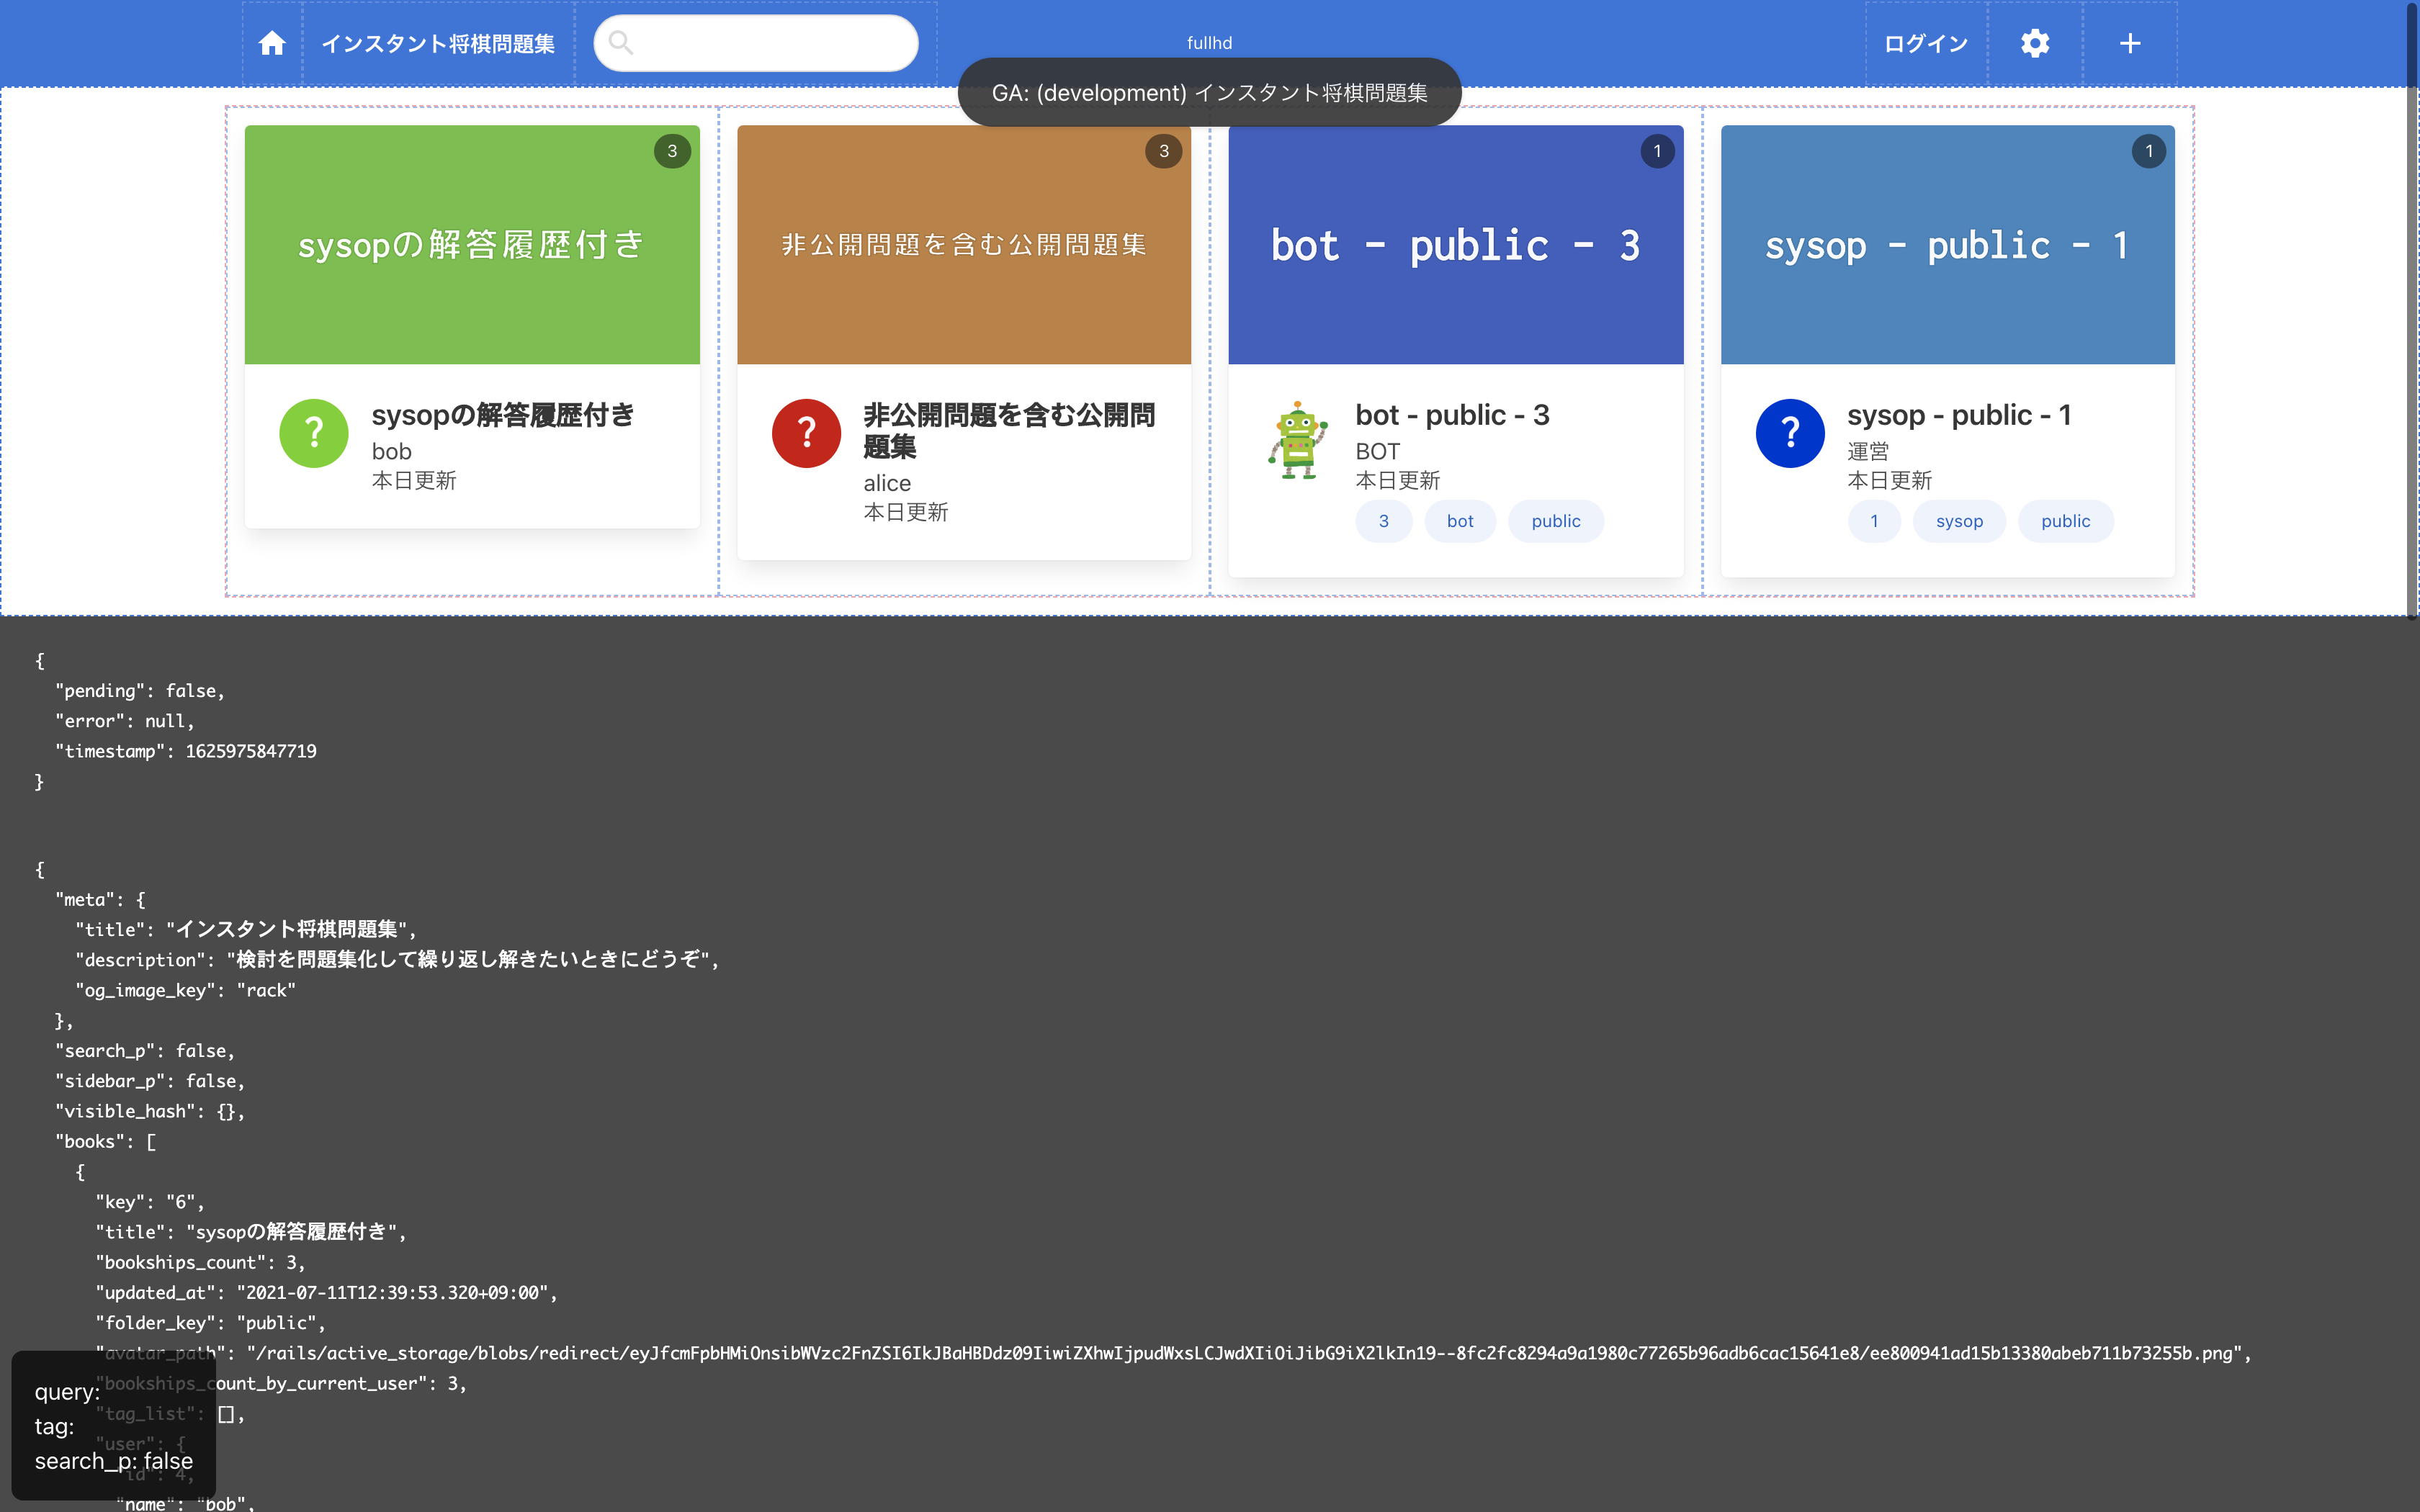 インスタント将棋問題集
fullhd
ログイン
GA: (development) インスタント将棋問題集
3
sysopの解答履歴付き
?
sysopの解答履歴付き
bob
本日更新
3
非公開問題を含む公開問題集
?
非公開問題を含む公開問
題集
alice
本日更新
1
bot - public - 3
bot - public - 3
BOT
本日更新
3 bot public
1
sysop - public - 1
?
sysop - public - 1
運営
本日更新
1 sysop public
{
"pending": false,
"error": null,
"timestamp": 1625975847719
}
{
"meta": {
"title": "インスタント将棋問題集",
"description": "検討を問題集化して繰り返し解きたいときにどうぞ",
"og_image_key": "rack"
},
"search_p": false,
"sidebar_p": false,
"visible_hash": {},
"books": [
{
"key": "6",
"title": "sysopの解答履歴付き",
"bookships_count": 3,
"updated_at": "2021-07-11T12:39:53.320+09:00",
"folder_key": "public",
"avatar_path": "/rails/active_storage/blobs/redirect/eyJfcmFpbHMiOnsibWVzc2FnZSI6IkJBaHBDdz09IiwiZXhwIjpudWxsLCJwdXIiOiJibG9iX2lkIn19--8fc2fc8294a9a1980c77265b96adb6cac15641e8/ee800941ad15b13380abeb711b73255b.png",
"bookships_count_by_current_user": 3,
"tag_list": [],
"user": {
"id": 4,
"name": "bob",
query:
tag:
search_p: false